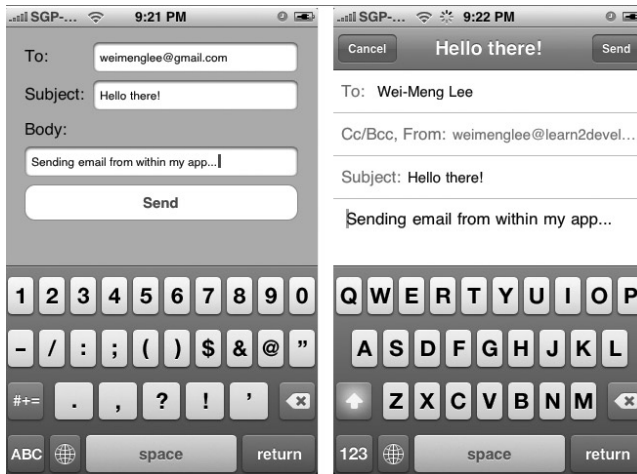 SGP-... 9:21 PM
To: weimenglee@gmail.com
Subject: Hello there!
Body:
Sending email from within my app...
Send
1 2 3 4 5 6 7 8 9 0
- / : ; ( ) $ & @ "
#+= . , ? ! ' 
ABC space return
SGP-... 9:22 PM
Cancel Hello there! Send
To: Wei-Meng Lee
Cc/Bcc, From: weimenglee@learn2devel...
Subject: Hello there!
Sending email from within my app...
Q W E R T Y U I O P
A S D F G H J K L
Z X C V B N M
123 space return